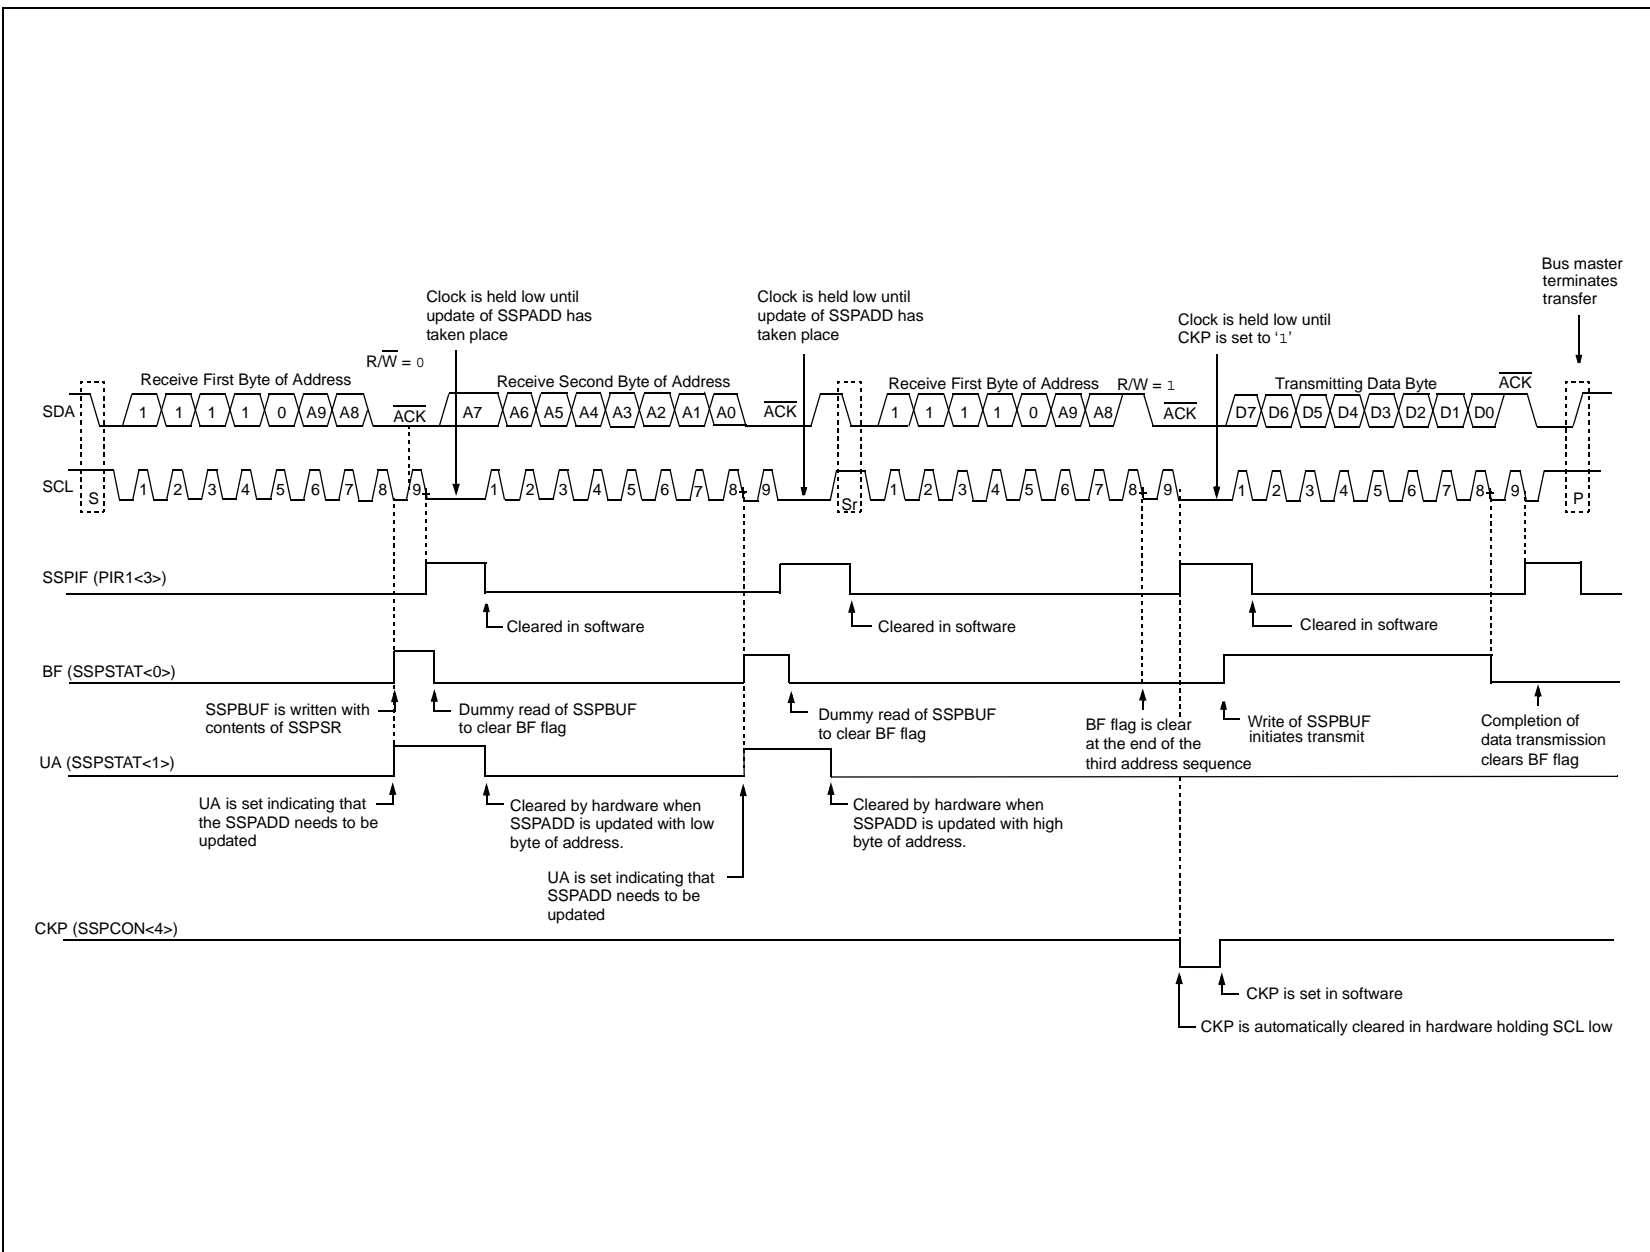 Bus master
terminates
transfer
Clock is held low until
update of SSPADD has
taken place
Clock is held low until
update of SSPADD has
taken place
Clock is held low until
CKP is set to ‘1’
R/W = 0
Receive First Byte of Address
Receive Second Byte of Address
Receive First Byte of Address
R/W = 1
Transmitting Data Byte
ACK
SDA
1 1 1 1 0 A9 A8
ACK
A7 A6 A5 A4 A3 A2 A1 A0
ACK
1 1 1 1 0 A9 A8
ACK
D7 D6 D5 D4 D3 D2 D1 D0
SCL
S
1 2 3 4 5 6 7 8 9
1 2 3 4 5 6 7 8 9
Sr
1 2 3 4 5 6 7 8 9
1 2 3 4 5 6 7 8 9
P
SSPIF (PIR1<3>)
Cleared in software
Cleared in software
Cleared in software
BF (SSPSTAT<0>)
SSPBUF is written with
contents of SSPSR
Dummy read of SSPBUF
to clear BF flag
Dummy read of SSPBUF
to clear BF flag
BF flag is clear
at the end of the
third address sequence
Write of SSPBUF
initiates transmit
Completion of
data transmission
clears BF flag
UA (SSPSTAT<1>)
UA is set indicating that
the SSPADD needs to be
updated
Cleared by hardware when
SSPADD is updated with low
byte of address.
UA is set indicating that
SSPADD needs to be
updated
Cleared by hardware when
SSPADD is updated with high
byte of address.
CKP (SSPCON<4>)
CKP is set in software
CKP is automatically cleared in hardware holding SCL low